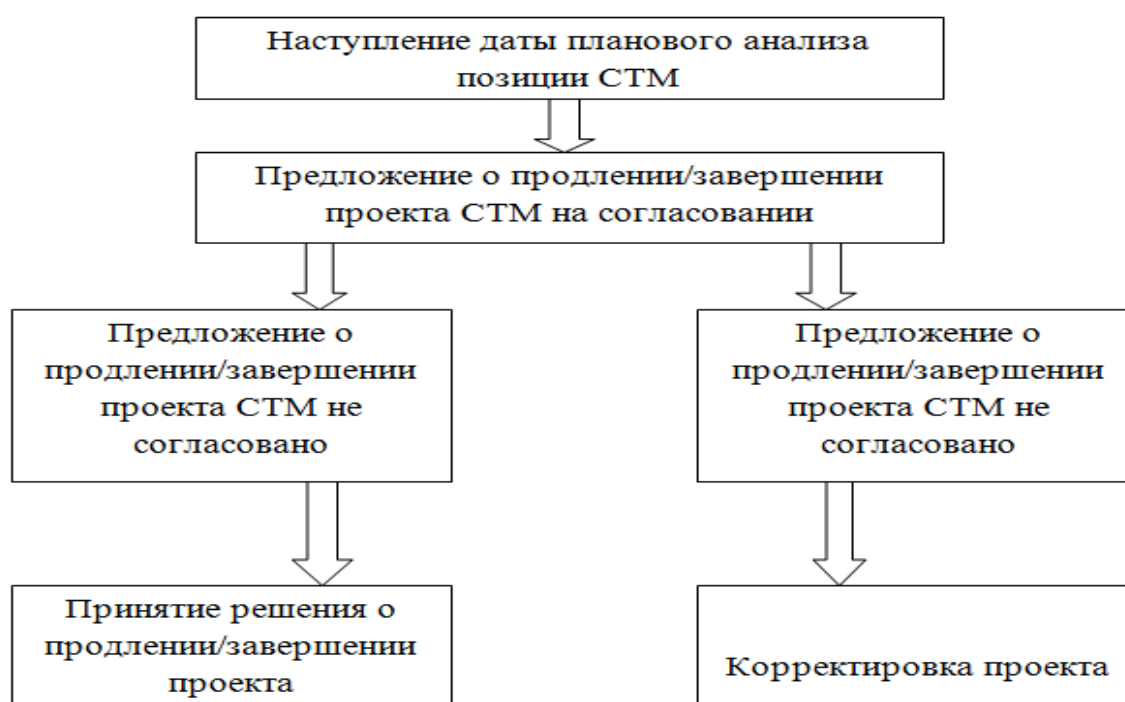 Наступление даты планового анализа
позиции СТМ
Предложение о продлении/завершении
проекта СТМ на согласовании
Предложение о
продлении/завершении
проекта СТМ не
согласовано
Предложение о
продлении/завершении
проекта СТМ не
согласовано
Принятие решения о
продлении/завершении
проекта
Корректировка проекта